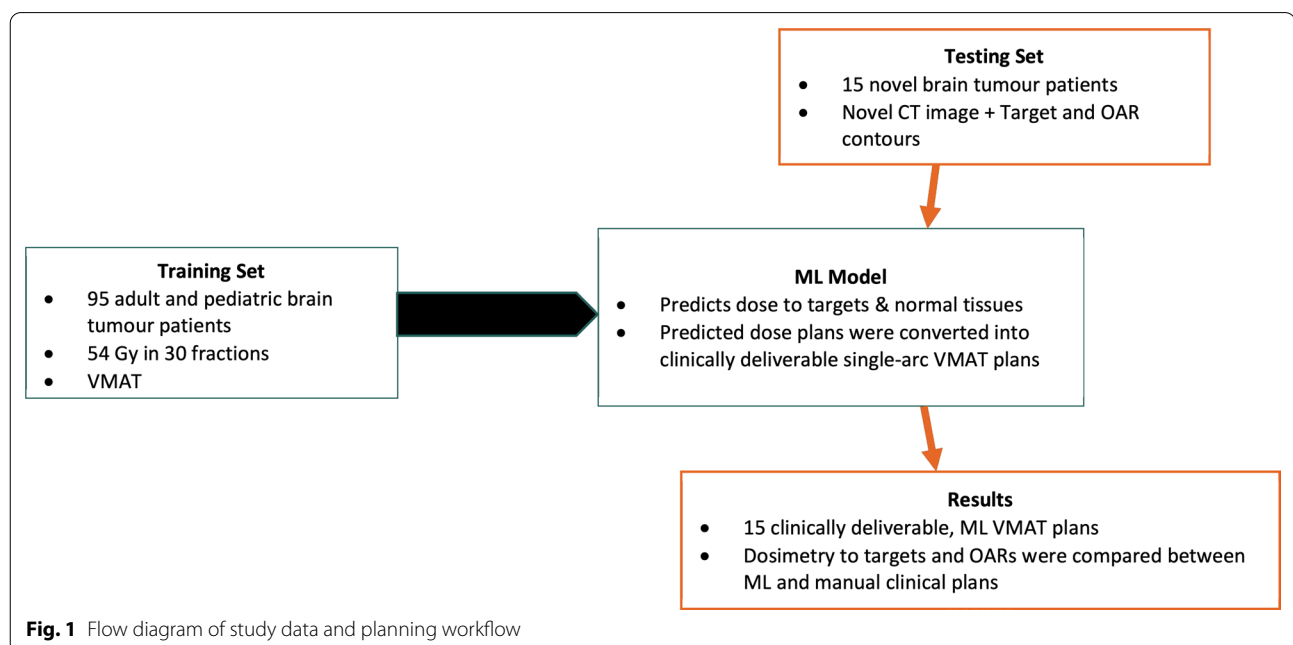 Testing Set
• 15 novel brain tumour patients
• Novel CT image + Target and OAR
contours
Training Set
• 95 adult and pediatric brain
tumour patients
• 54 Gy in 30 fractions
• VMAT
ML Model
• Predicts dose to targets & normal tissues
• Predicted dose plans were converted into
clinically deliverable single-arc VMAT plans
Results
• 15 clinically deliverable, ML VMAT plans
• Dosimetry to targets and OARs were compared between
ML and manual clinical plans
Fig. 1 Flow diagram of study data and planning workflow